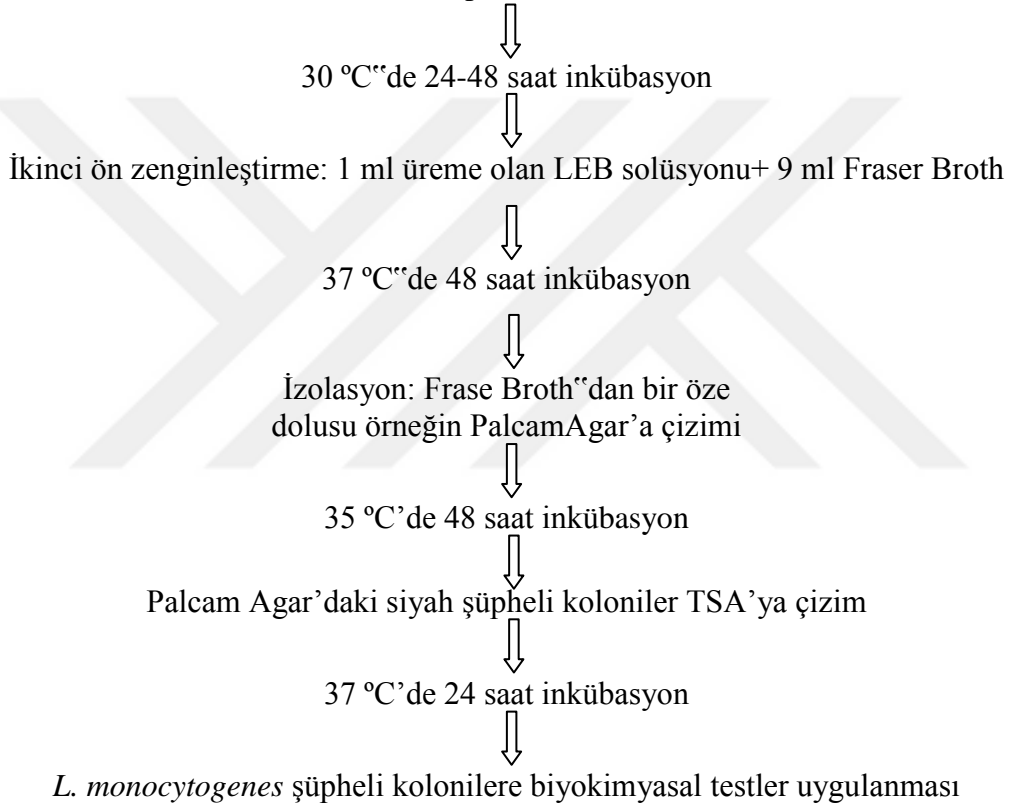 30 ºC‟de 24-48 saat inkübasyon
İkinci ön zenginleştirme: 1 ml üreme olan LEB solüsyonu+ 9 ml Fraser Broth
37 ºC‟de 48 saat inkübasyon
İzolasyon: Frase Broth‟dan bir öze
dolusu örneğin PalcamAgar’a çizimi
35 ºC’de 48 saat inkübasyon
Palcam Agar’daki siyah şüpheli koloniler TSA’ya çizim
37 ºC’de 24 saat inkübasyon
L. monocytogenes şüpheli kolonilere biyokimyasal testler uygulanması